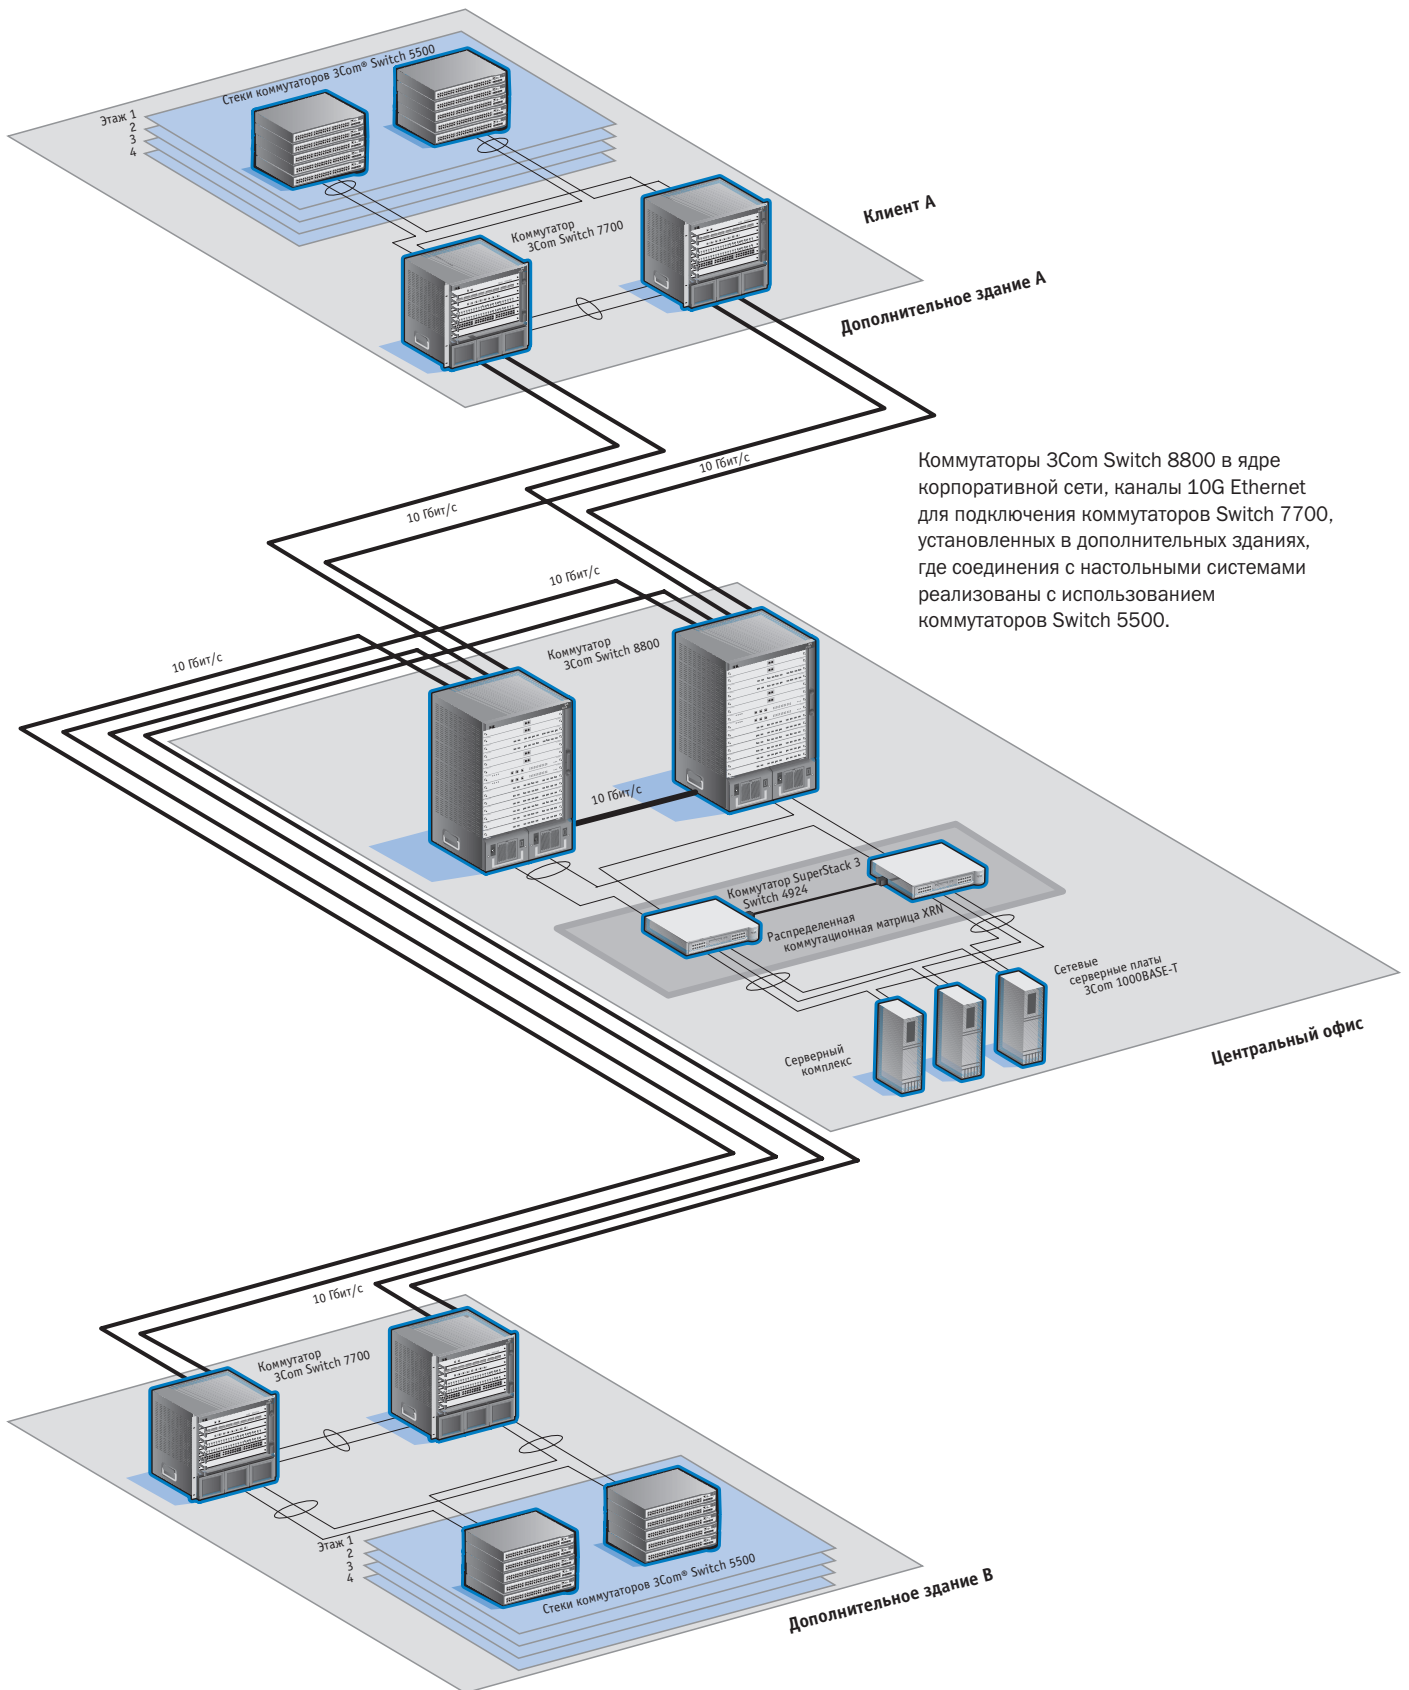 Стеки коммутаторов 3Com® Switch 5500
Этаж 1
2
3
4
Коммутатор
3Com Switch 7700
Клиент А
Дополнительное здание А
10 Гбит/с
10 Гбит/с
Коммутаторы 3Com Switch 8800 в ядре
корпоративной сети, каналы 10G Ethernet
для подключения коммутаторов Switch 7700,
установленных в дополнительных зданиях,
где соединения с настольными системами
реализованы с использованием
коммутаторов Switch 5500.
10 Гбит/с
10 Гбит/с
Коммутатор
3Com Switch 8800
10 Гбит/с
Коммутатор SuperStack 3
Switch 4924
Распределенная
коммутационная матрица XRN
Сетевые
серверные платы
3Com 1000BASE-T
Серверный
комплекс
Центральный офис
10 Гбит/с
Коммутатор
3Com Switch 7700
Этаж 1
2
3
4
Стеки коммутаторов 3Com® Switch 5500
Дополнительное здание В